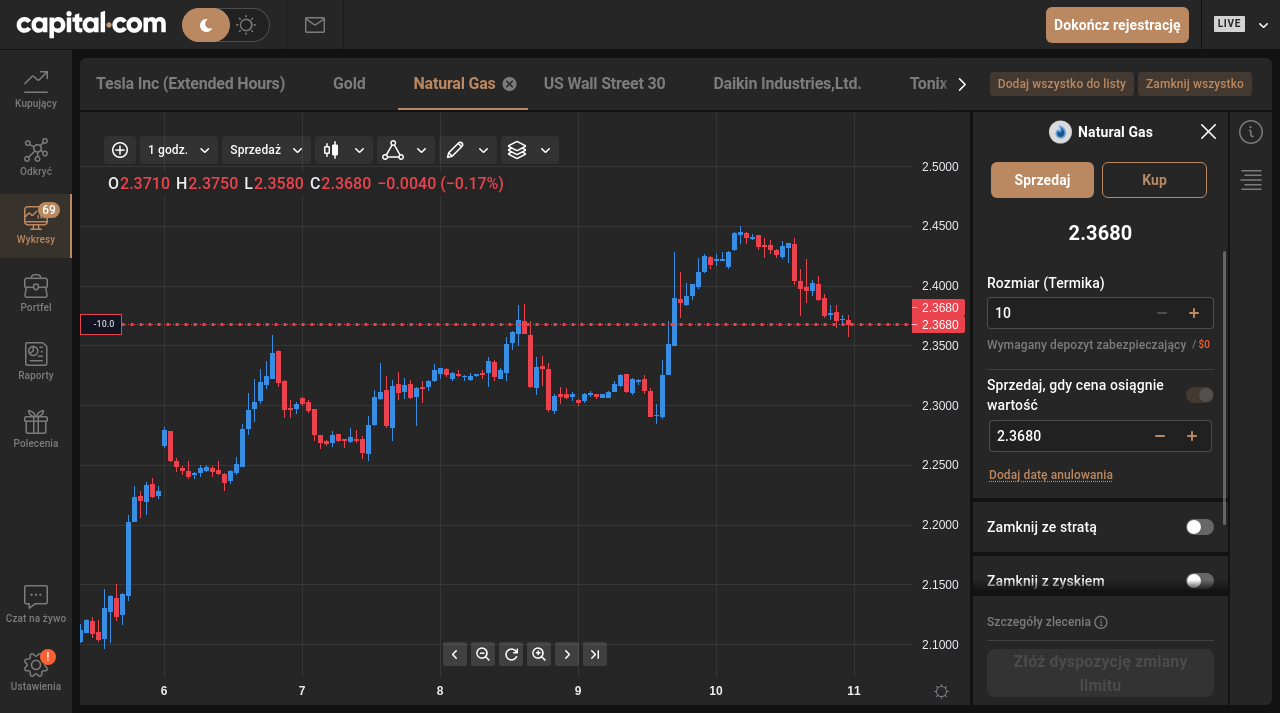 capital.com
Dokończ rejestrację
LIVE
Kupujący
Odkryć
69
Wykresy
Portfel
Raporty
Polecenia
Czat na żywo
!
Ustawienia
Tesla Inc (Extended Hours)
Gold
Natural Gas
US Wall Street 30
Daikin Industries,Ltd.
Tonix
Dodaj wszystko do listy
Zamknij wszystko
1 godz.
Sprzedaż
O2.3710 H2.3750 L2.3580 C2.3680 −0.0040 (−0.17%)
-10.0
2.5000
2.4500
2.4000
2.3680
2.3680
2.3500
2.3000
2.2500
2.2000
2.1500
2.1000
6 7 8 9 10 11
Natural Gas
Sprzedaj
Kup
2.3680
Rozmiar (Termika)
10
Wymagany depozyt zabezpieczający / $0
Sprzedaj, gdy cena osiągnie
wartość
2.3680
Dodaj datę anulowania
Zamknij ze stratą
Zamknij z zyskiem
Szczegóły zlecenia
Złóż dyspozycję zmiany
limitu